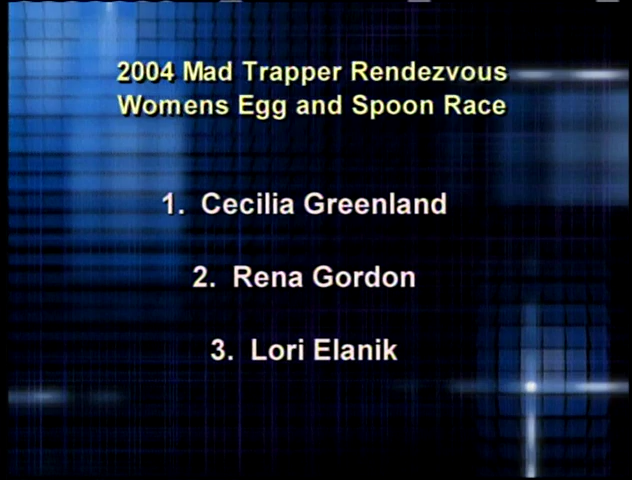 2004 Mad Trapper Rendezvous
Womens Egg and Spoon Race
1. Cecilia Greenland
2. Rena Gordon
3. Lori Elanik